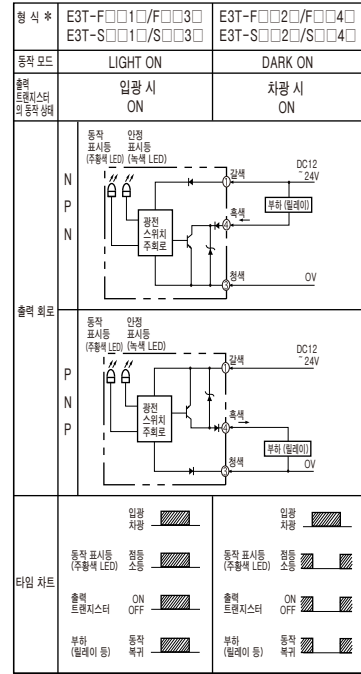 형 식 * E3T-F□□1□/F□□3□ E3T-F□□2□/F□□4□
E3T-S□□1□/S□□3□ E3T-S□□2□/S□□4□
동작 모드 LIGHT ON DARK ON
출력
트랜지스터
의 동작 상태
입광 시
ON
차광 시
ON
출력 회로
N
P
N
동작
표시등
(주황색 LED)
안정
표시등
(녹색 LED)
광전
스위치
주회로
1
갈색
DC12
~24V
흑색
4
부하 (릴레이)
청색
3
0V
P
N
P
동작
표시등
(주황색 LED)
안정
표시등
(녹색 LED)
광전
스위치
주회로
1
갈색
DC12
~24V
흑색
4
부하 (릴레이)
청색
3
0V
타임 차트
입광
차광
동작 표시등
(주황색 LED)
점등
소등
출력
트랜지스터
ON
OFF
부하
(릴레이 등)
동작
복귀
입광
차광
동작 표시등
(주황색 LED)
점등
소등
출력
트랜지스터
ON
OFF
부하
(릴레이 등)
동작
복귀